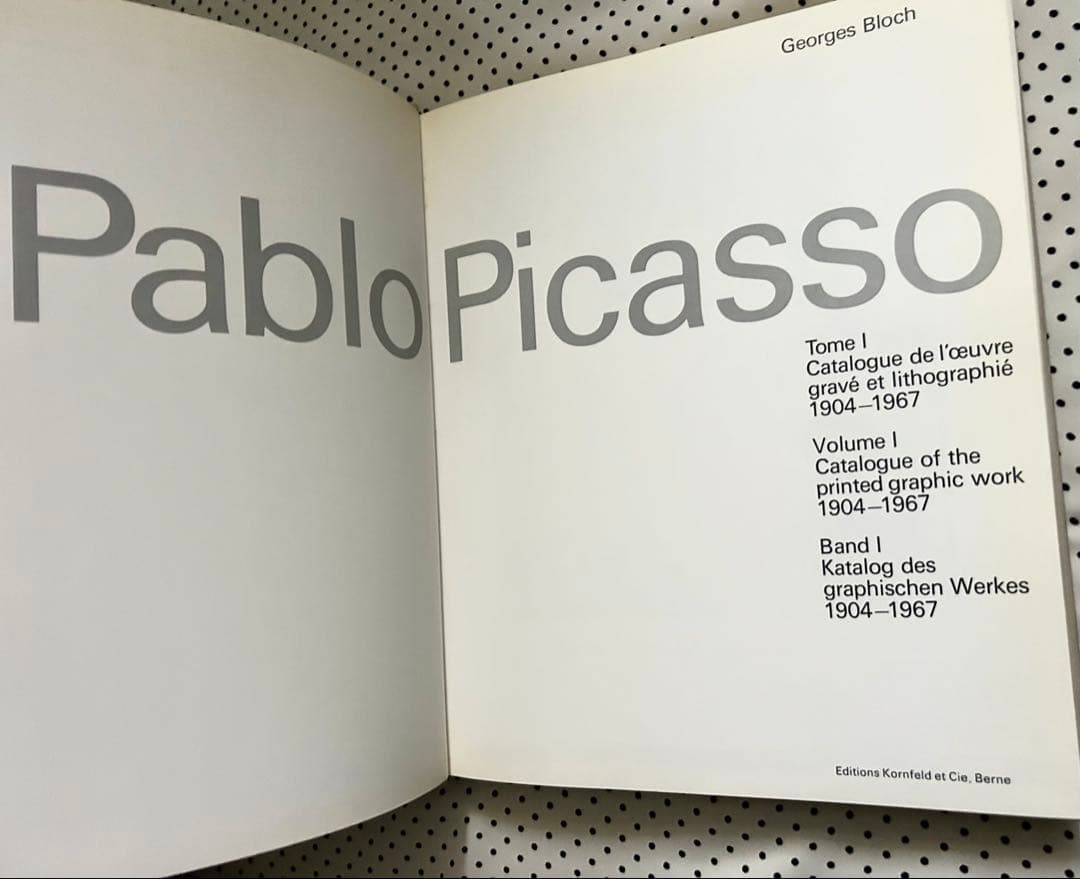 Georges Bloch
Pablo Picasso
Tome I
Catalogue de l'œuvre
gravé et lithographié
1904–1967
Volume I
Catalogue of the
printed graphic work
1904–1967
Band I
Katalog des
graphischen Werkes
1904–1967
Editions Kornfeld et Cie, Berne